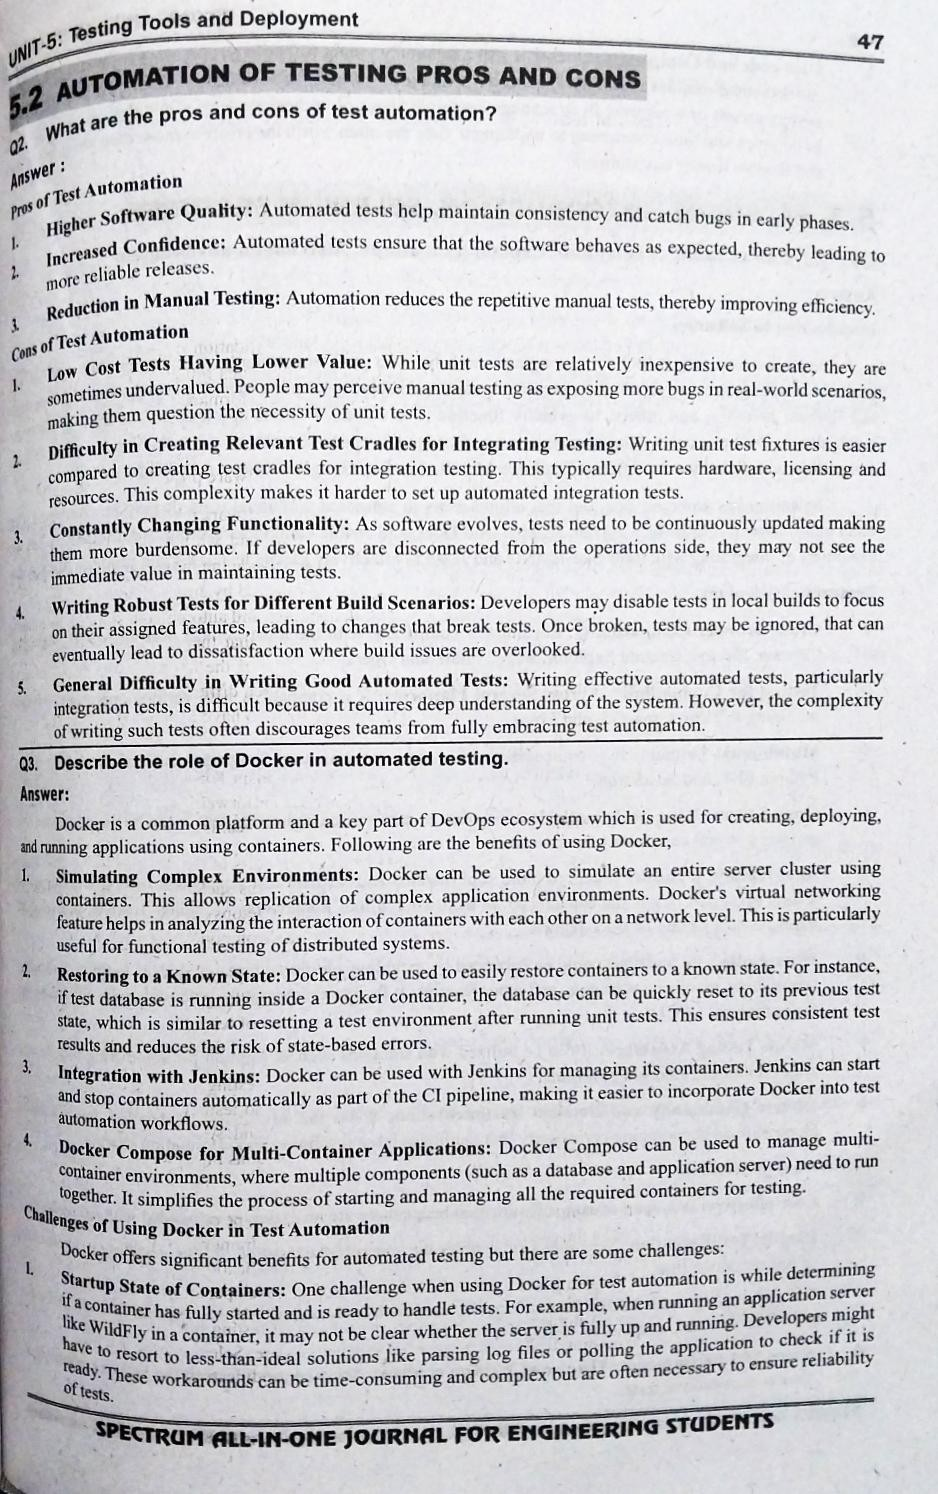 UNIT-5: Testing Tools and Deployment
47
5.2 AUTOMATION OF TESTING PROS AND CONS
Q2. What are the pros and cons of test automation?
Answer :
Pros of Test Automation
1. Higher Software Quality: Automated tests help maintain consistency and catch bugs in early phases.
2. Increased Confidence: Automated tests ensure that the software behaves as expected, thereby leading to
more reliable releases.
3. Reduction in Manual Testing: Automation reduces the repetitive manual tests, thereby improving efficiency.
Cons of Test Automation
1. Low Cost Tests Having Lower Value: While unit tests are relatively inexpensive to create, they are
sometimes undervalued. People may perceive manual testing as exposing more bugs in real-world scenarios,
making them question the necessity of unit tests.
2. Difficulty in Creating Relevant Test Cradles for Integrating Testing: Writing unit test fixtures is easier
compared to creating test cradles for integration testing. This typically requires hardware, licensing and
resources. This complexity makes it harder to set up automated integration tests.
3. Constantly Changing Functionality: As software evolves, tests need to be continuously updated making
them more burdensome. If developers are disconnected from the operations side, they may not see the
immediate value in maintaining tests.
4. Writing Robust Tests for Different Build Scenarios: Developers may disable tests in local builds to focus
on their assigned features, leading to changes that break tests. Once broken, tests may be ignored, that can
eventually lead to dissatisfaction where build issues are overlooked.
5. General Difficulty in Writing Good Automated Tests: Writing effective automated tests, particularly
integration tests, is difficult because it requires deep understanding of the system. However, the complexity
of writing such tests often discourages teams from fully embracing test automation.
Q3. Describe the role of Docker in automated testing.
Answer:
Docker is a common platform and a key part of DevOps ecosystem which is used for creating, deploying,
and running applications using containers. Following are the benefits of using Docker,
1. Simulating Complex Environments: Docker can be used to simulate an entire server cluster using
containers. This allows replication of complex application environments. Docker's virtual networking
feature helps in analyzing the interaction of containers with each other on a network level. This is particularly
useful for functional testing of distributed systems.
2. Restoring to a Known State: Docker can be used to easily restore containers to a known state. For instance,
if test database is running inside a Docker container, the database can be quickly reset to its previous test
state, which is similar to resetting a test environment after running unit tests. This ensures consistent test
results and reduces the risk of state-based errors.
3. Integration with Jenkins: Docker can be used with Jenkins for managing its containers. Jenkins can start
and stop containers automatically as part of the CI pipeline, making it easier to incorporate Docker into test
automation workflows.
4. Docker Compose for Multi-Container Applications: Docker Compose can be used to manage multi-
container environments, where multiple components (such as a database and application server) need to run
together. It simplifies the process of starting and managing all the required containers for testing.
Challenges of Using Docker in Test Automation
Docker offers significant benefits for automated testing but there are some challenges:
1. Startup State of Containers: One challenge when using Docker for test automation is while determining
if a container has fully started and is ready to handle tests. For example, when running an application server
like WildFly in a container, it may not be clear whether the server is fully up and running. Developers might
have to resort to less-than-ideal solutions like parsing log files or polling the application to check if it is
ready. These workarounds can be time-consuming and complex but are often necessary to ensure reliability
of tests.
SPECTRUM ALL-IN-ONE JOURNAL FOR ENGINEERING STUDENTS